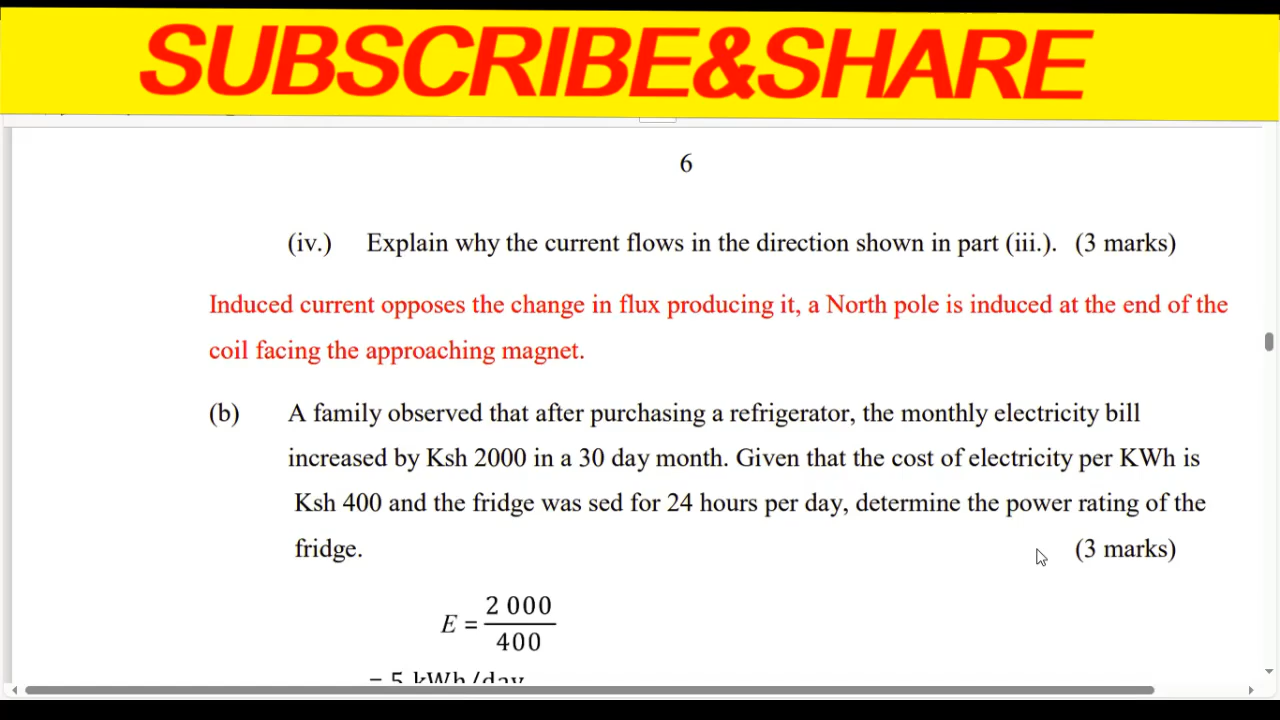 SUBSCRIBE&SHARE
6
(iv.) Explain why the current flows in the direction shown in part (iii.). (3 marks)
Induced current opposes the change in flux producing it, a North pole is induced at the end of the
coil facing the approaching magnet.
(b) A family observed that after purchasing a refrigerator, the monthly electricity bill
increased by Ksh 2000 in a 30 day month. Given that the cost of electricity per KWh is
Ksh 400 and the fridge was sed for 24 hours per day, determine the power rating of the
fridge. (3 marks)
E = 2 000 / 400
= 5 kWh/day